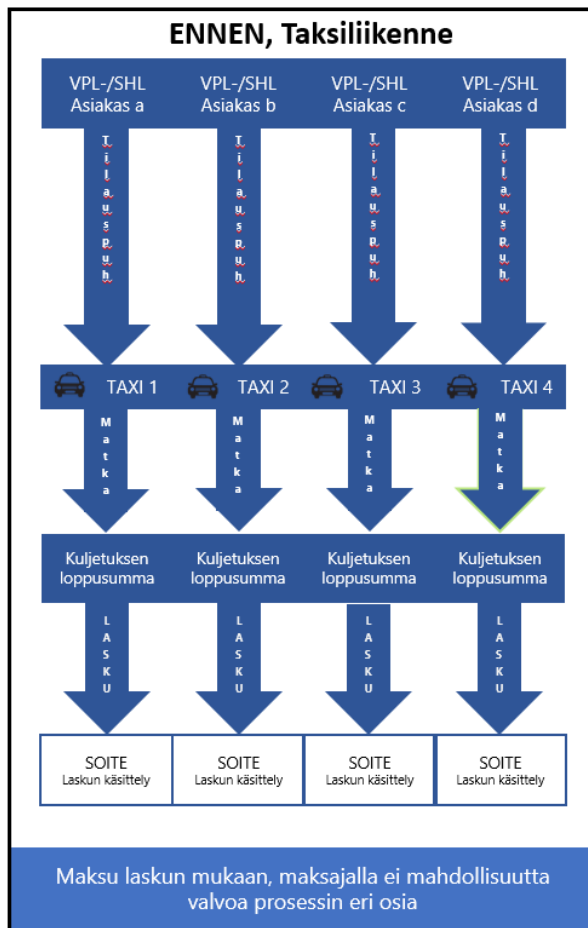 ENNEN, Taksiliikenne
VPL-/SHL
Asiakas a
VPL-/SHL
Asiakas b
VPL-/SHL
Asiakas c
VPL-/SHL
Asiakas d
Tilauspuh
Tilauspuh
Tilauspuh
Tilauspuh
TAXI 1
TAXI 2
TAXI 3
TAXI 4
Matka
Matka
Matka
Matka
Kuljetuksen
loppusumma
Kuljetuksen
loppusumma
Kuljetuksen
loppusumma
Kuljetuksen
loppusumma
LASKU
LASKU
LASKU
LASKU
SOITE
Laskun käsittely
SOITE
Laskun käsittely
SOITE
Laskun käsittely
SOITE
Laskun käsittely
Maksu laskun mukaan, maksajalla ei mahdollisuutta
valvoa prosessin eri osia